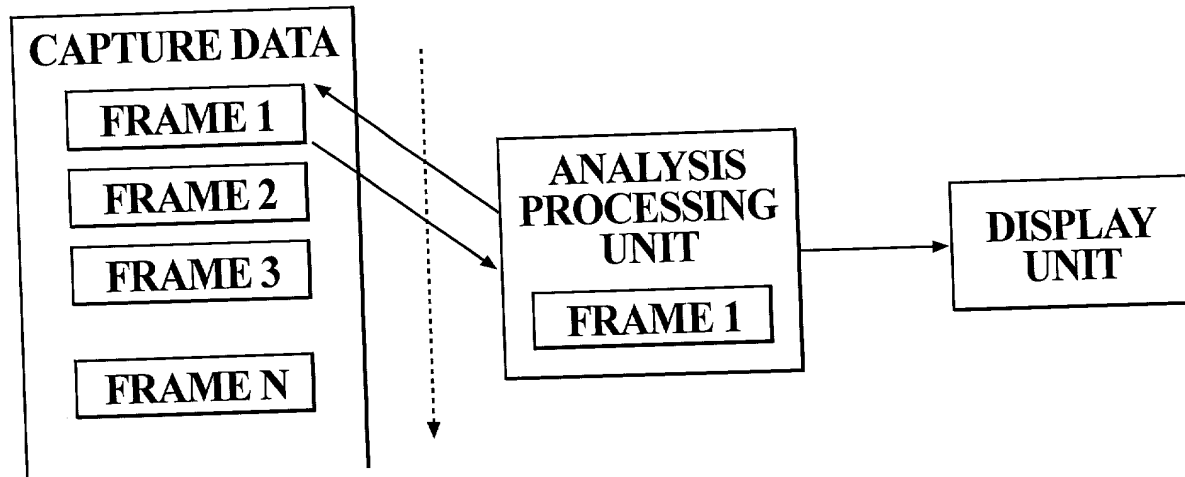 CAPTURE DATA
FRAME 1
FRAME 2
FRAME 3
FRAME N
ANALYSIS
PROCESSING
UNIT
FRAME 1
DISPLAY
UNIT